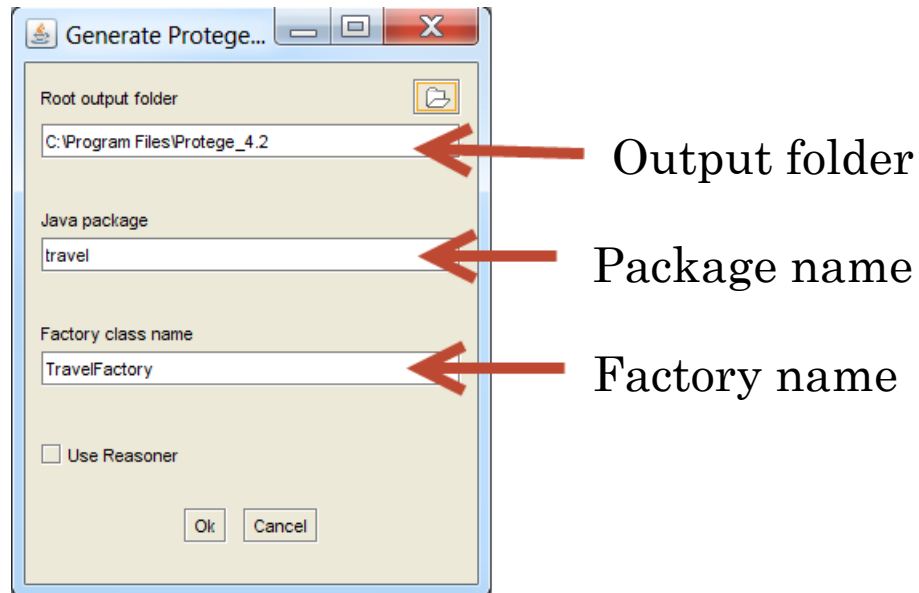 Generate Protege...
Root output folder
C:\Program Files\Protege_4.2
Output folder
Java package
travel
Package name
Factory class name
TravelFactory
Factory name
Use Reasoner
Ok Cancel